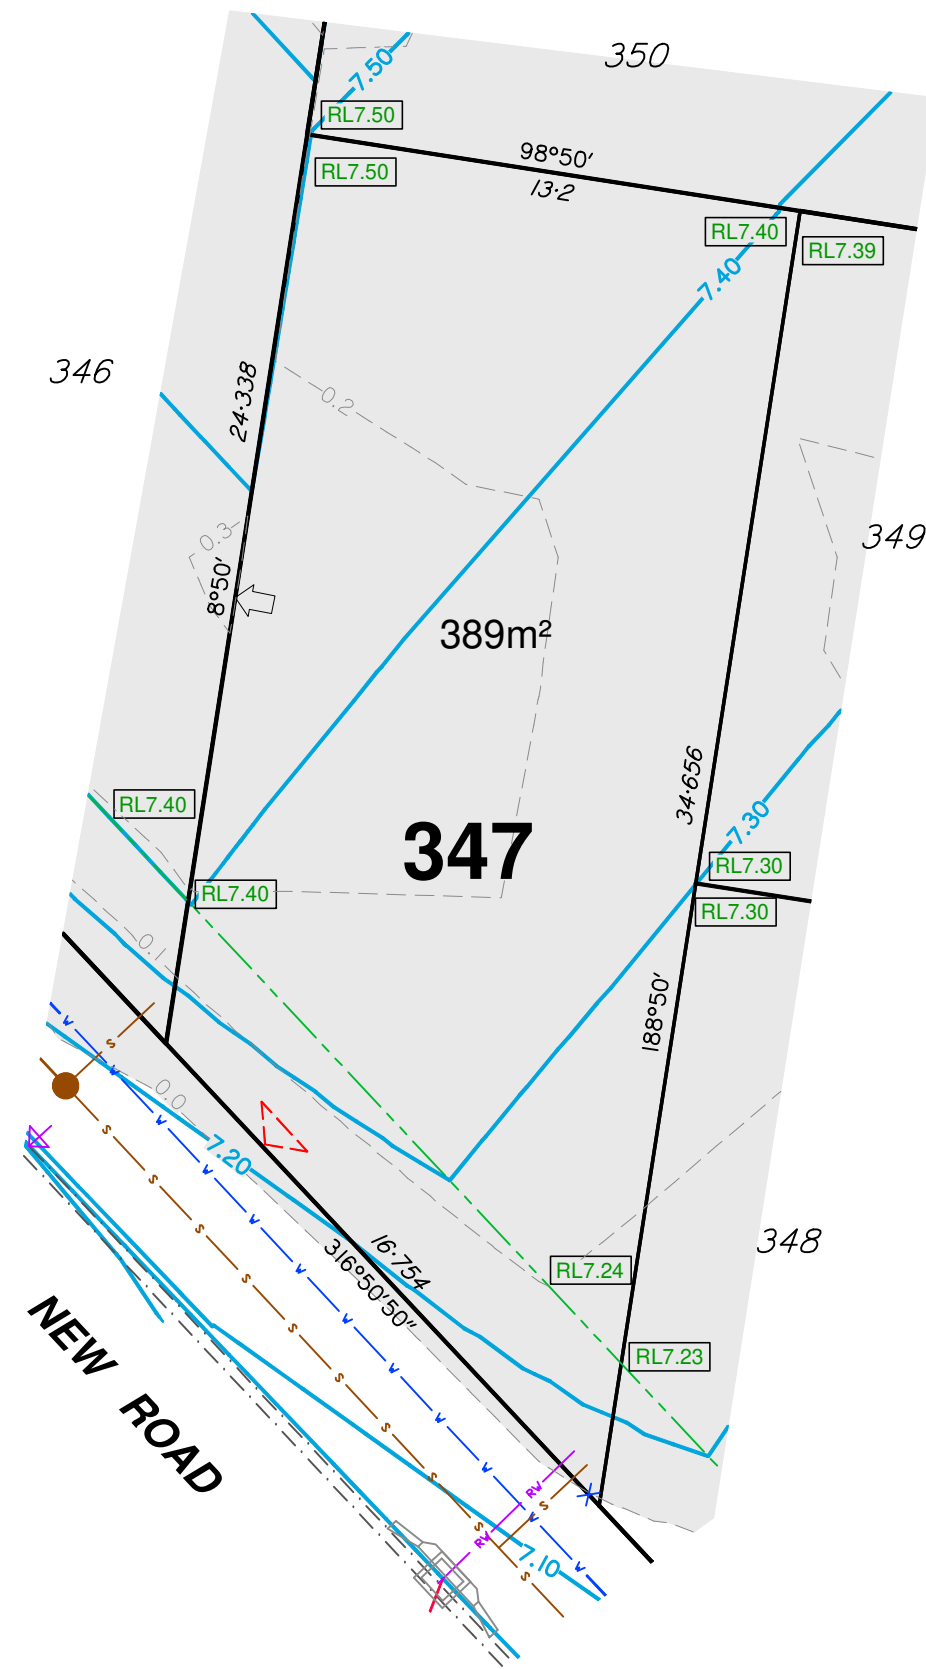 350
7.50
RL7.50
98°50′
13·2
RL7.50
RL7.40
RL7.39
7.40
346
24·338
0.2
349
0.3
8°50′
389m²
34·656
RL7.40
7.30
347
RL7.30
RL7.40
RL7.30
0.1
188°50′
W
S
W
0.0
W
S
7.20
W
S
W
348
16·754
316°50′50″
RL7.24
W
S
S
W
NEW ROAD
S
W
RL7.23
S
W
S
W
S
RW
S
W
S
RW
7.10
W
S